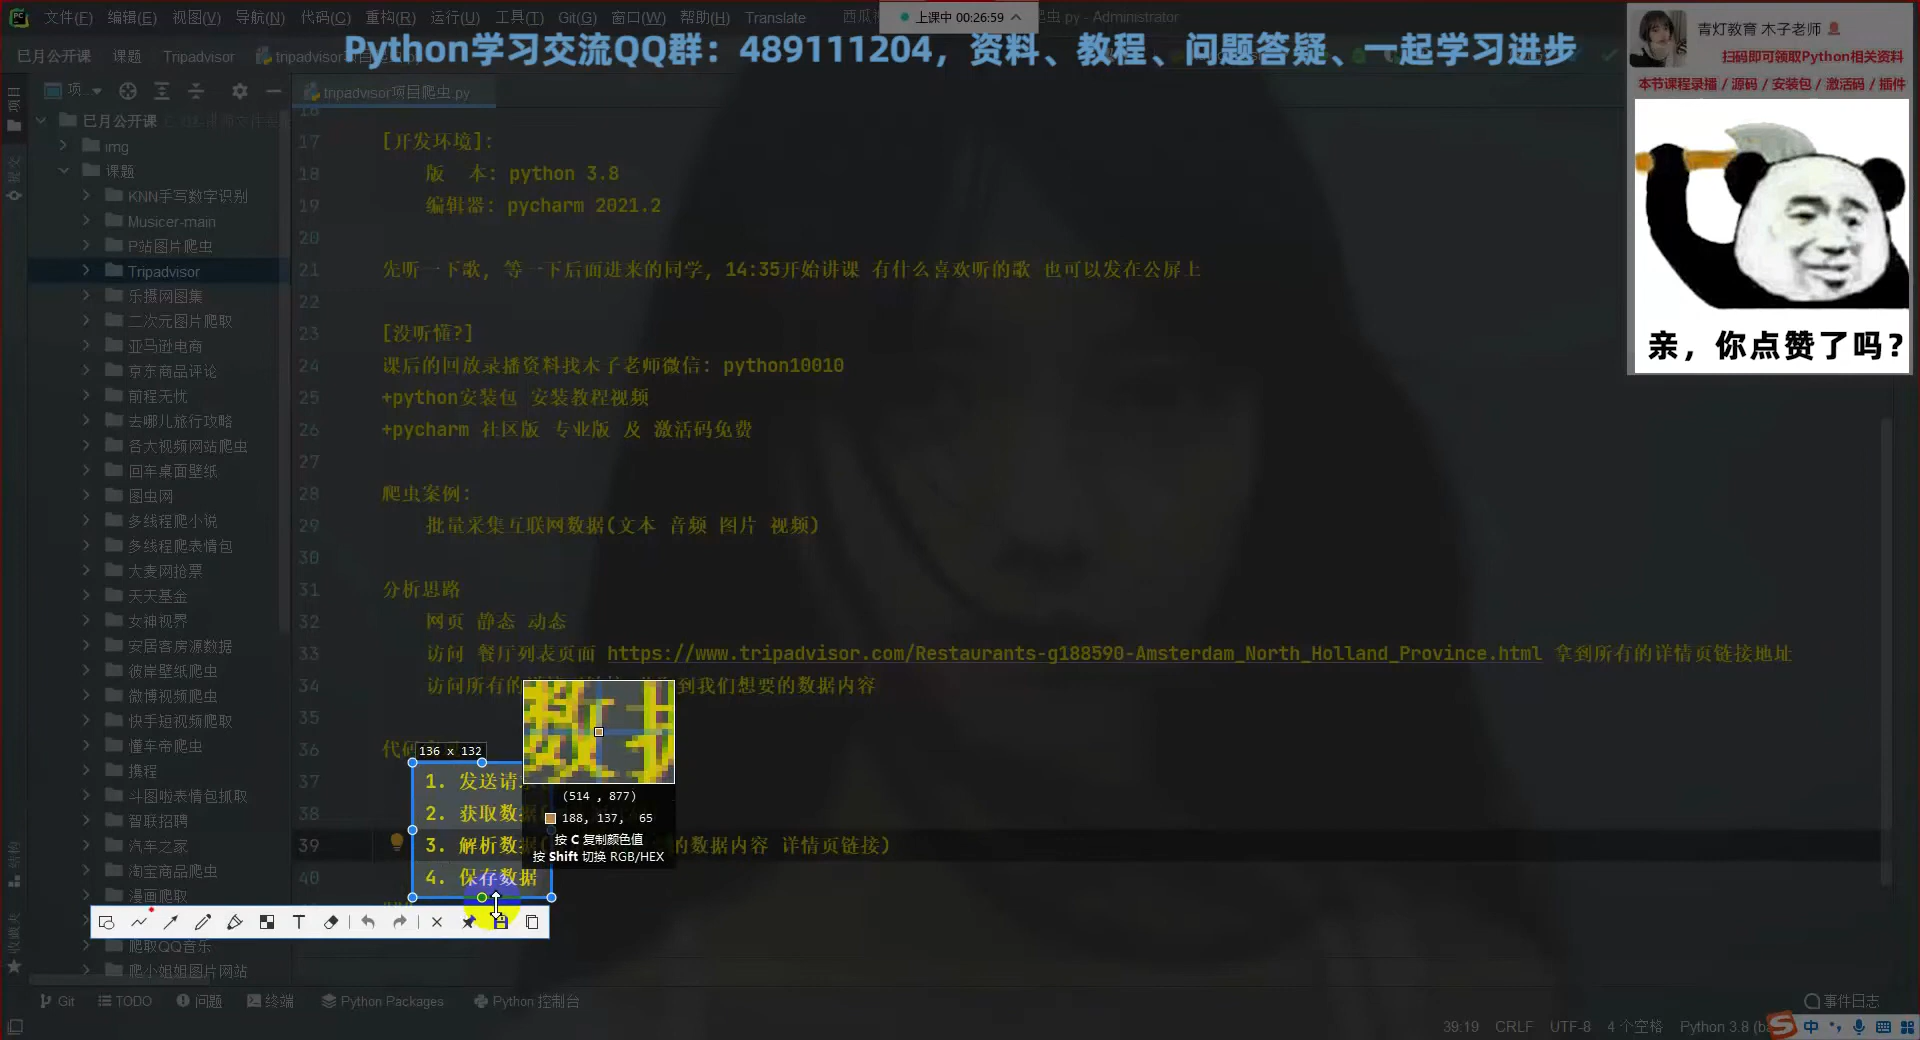 文件(F) 编辑(E) 视图(V) 导航(N) 代码(C) 重构(R) 运行(U) 工具(T) Git(G) 窗口(W) 帮助(H) Translate
上课中 00:26:59
爬虫 py - Administrator
巳月公开课 课题 Tripadvisor
Python学习交流QQ群：489111204，资料、教程、问题答疑、一起学习进步
青灯教育 木子老师
扫码即可领取Python相关资料
本节课程录播 / 源码 / 安装包 / 激活码 / 插件
亲，你点赞了吗？
项...
tripadvisor项目爬虫.py
巳月公开课
img
课题
KNN手写数字识别
Musicer-main
P站图片爬虫
Tripadvisor
乐摄网图集
二次元图片爬取
亚马逊电商
京东商品评论
前程无忧
去哪儿旅行攻略
各大视频网站爬虫
回车桌面壁纸
图虫网
多线程爬小说
多线程爬表情包
大麦网抢票
天天基金
女神视界
安居客房源数据
彼岸壁纸爬虫
微博视频爬虫
快手短视频爬取
懂车帝爬虫
携程
斗图啦表情包抓取
智联招聘
汽车之家
淘宝商品爬虫
漫画爬取
爬取QQ音乐
爬小姐姐图片网站
16
17 [开发环境]:
18 版 本: python 3.8
19 编辑器: pycharm 2021.2
20
21 先听一下歌, 等一下后面进来的同学, 14:35开始讲课 有什么喜欢听的歌 也可以发在公屏上
22
23 [没听懂?]
24 课后的回放录播资料找木子老师微信: python10010
25 +python安装包 安装教程视频
26 +pycharm 社区版 专业版 及 激活码免费
27
28 爬虫案例:
29 批量采集互联网数据(文本 音频 图片 视频)
30
31 分析思路
32 网页 静态 动态
33 访问 餐厅列表页面 https://www.tripadvisor.com/Restaurants-g188590-Amsterdam_North_Holland_Province.html 拿到所有的详情页链接地址
34 访问所有的 到我们想要的数据内容
35
36 代码
37 1. 发送请
38 2. 获取数据
39 3. 解析数据 的数据内容 详情页链接)
40 4. 保存数据
136 x 132
(514 , 877)
188, 137, 65
按 C 复制颜色值
按 Shift 切换 RGB/HEX
Git TODO 问题 终端 Python Packages Python 控制台 事件日志
39:19 CRLF UTF-8 4 个空格 Python 3.8 (ba
中